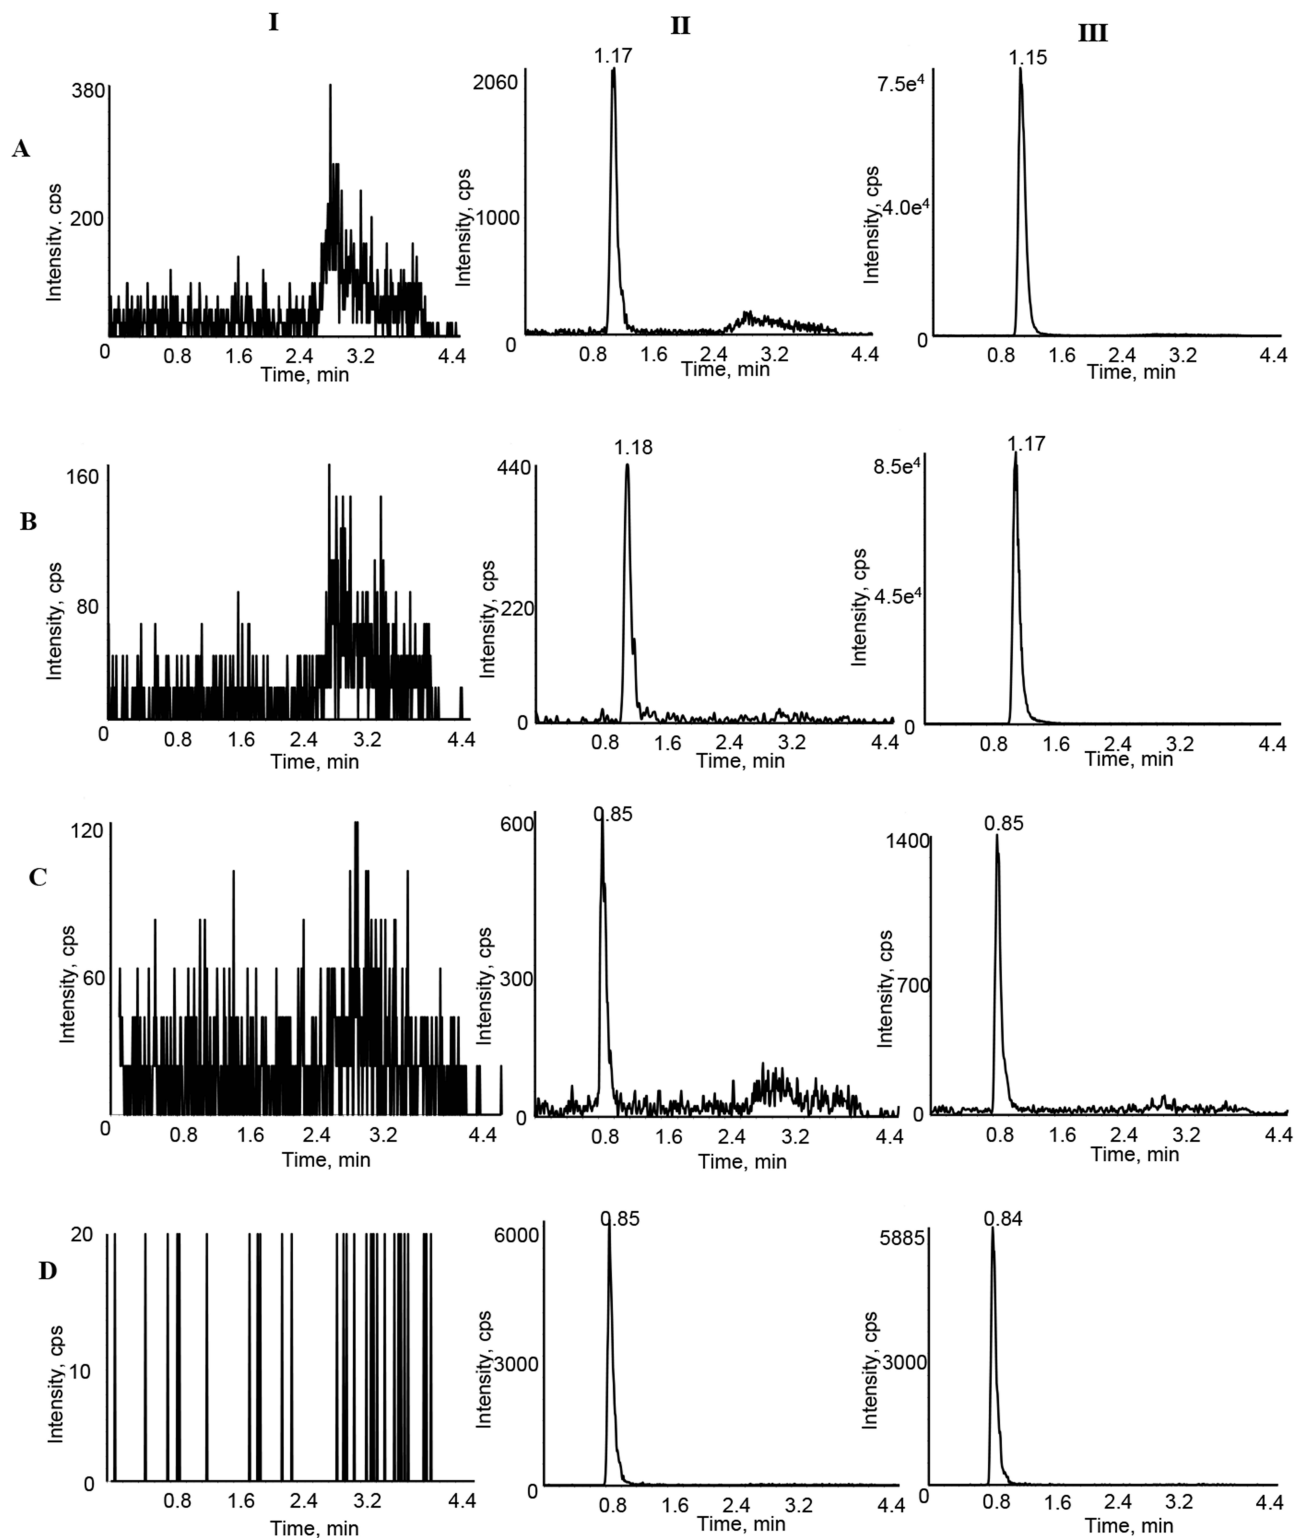 I II III
A
380
200
0
0.8 1.6 2.4 3.2 4.4
Time, min
Intensity. cps
1.17
2060
1000
0
0.8 1.6 2.4 3.2 4.4
Time, min
Intensity, cps
1.15
7.5e4
4.0e4
0
0.8 1.6 2.4 3.2 4.4
Time, min
Intensity, cps
B
160
80
0
0.8 1.6 2.4 3.2 4.4
Time, min
Intensity, cps
1.18
440
220
0
0.8 1.6 2.4 3.2 4.4
Time, min
Intensity, cps
1.17
8.5e4
4.5e4
0
0.8 1.6 2.4 3.2 4.4
Time, min
Intensity, cps
C
120
60
0
0.8 1.6 2.4 3.2 4.4
Time, min
Intensity, cps
0.85
600
300
0
0.8 1.6 2.4 3.2 4.4
Time, min
Intensity, cps
0.85
1400
700
0
0.8 1.6 2.4 3.2 4.4
Time, min
Intensity, cps
D
20
10
0
0.8 1.6 2.4 3.2 4.4
Time, min
Intensity, cps
0.85
6000
3000
0
0.8 1.6 2.4 3.2 4.4
Time, min
Intensity, cps
0.84
5885
3000
0
0.8 1.6 2.4 3.2 4.4
Time, min
Intensity, cps